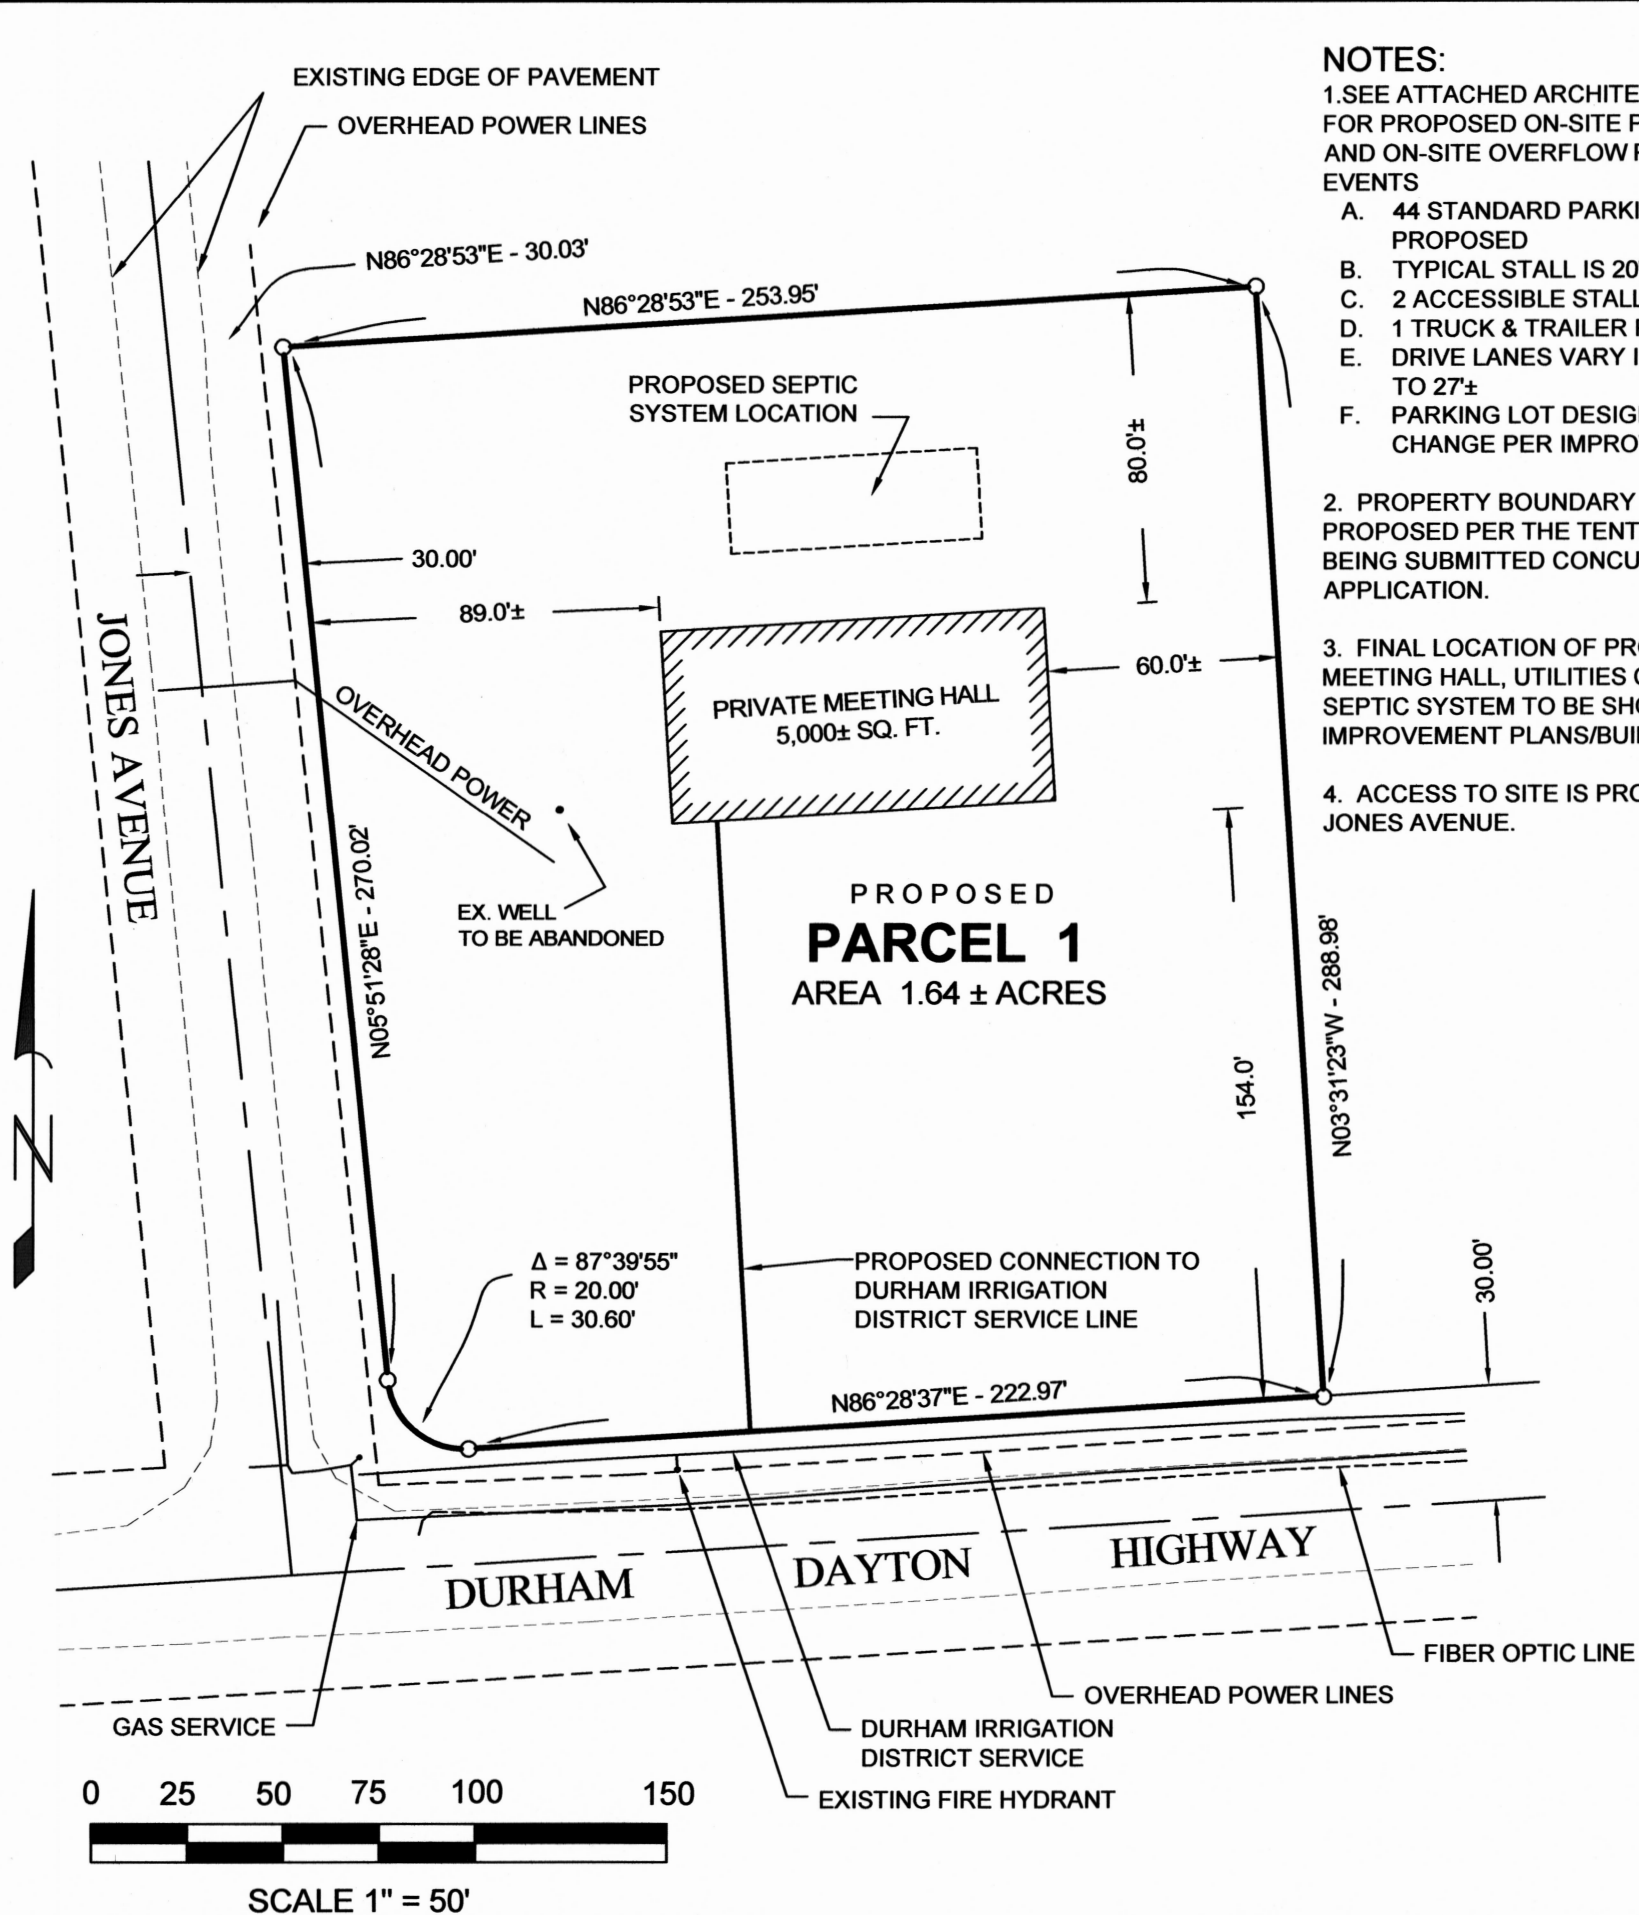 EXISTING EDGE OF PAVEMENT
OVERHEAD POWER LINES
N86°28'53"E - 30.03'
N86°28'53"E - 253.95'
PROPOSED SEPTIC
SYSTEM LOCATION
80.0'±
30.00'
89.0'±
60.0'±
PRIVATE MEETING HALL
5,000± SQ. FT.
JONES AVENUE
OVERHEAD POWER
N05°51'28"E - 270.02'
EX. WELL
TO BE ABANDONED
PROPOSED
PARCEL 1
AREA 1.64 ± ACRES
154.0'
N03°31'23"W - 288.98'
N
Δ = 87°39'55"
R = 20.00'
L = 30.60'
PROPOSED CONNECTION TO
DURHAM IRRIGATION
DISTRICT SERVICE LINE
30.00'
N86°28'37"E - 222.97'
DURHAM DAYTON HIGHWAY
FIBER OPTIC LINE
OVERHEAD POWER LINES
GAS SERVICE
DURHAM IRRIGATION
DISTRICT SERVICE
EXISTING FIRE HYDRANT
0 25 50 75 100 150
SCALE 1" = 50'
NOTES:
1.SEE ATTACHED ARCHITE
FOR PROPOSED ON-SITE
AND ON-SITE OVERFLOW
EVENTS
A. 44 STANDARD PARKI
PROPOSED
B. TYPICAL STALL IS 20
C. 2 ACCESSIBLE STALL
D. 1 TRUCK & TRAILER
E. DRIVE LANES VARY I
TO 27'±
F. PARKING LOT DESIG
CHANGE PER IMPRO
2. PROPERTY BOUNDARY
PROPOSED PER THE TENT
BEING SUBMITTED CONCU
APPLICATION.
3. FINAL LOCATION OF PRO
MEETING HALL, UTILITIES
SEPTIC SYSTEM TO BE SHO
IMPROVEMENT PLANS/BUI
4. ACCESS TO SITE IS PRO
JONES AVENUE.